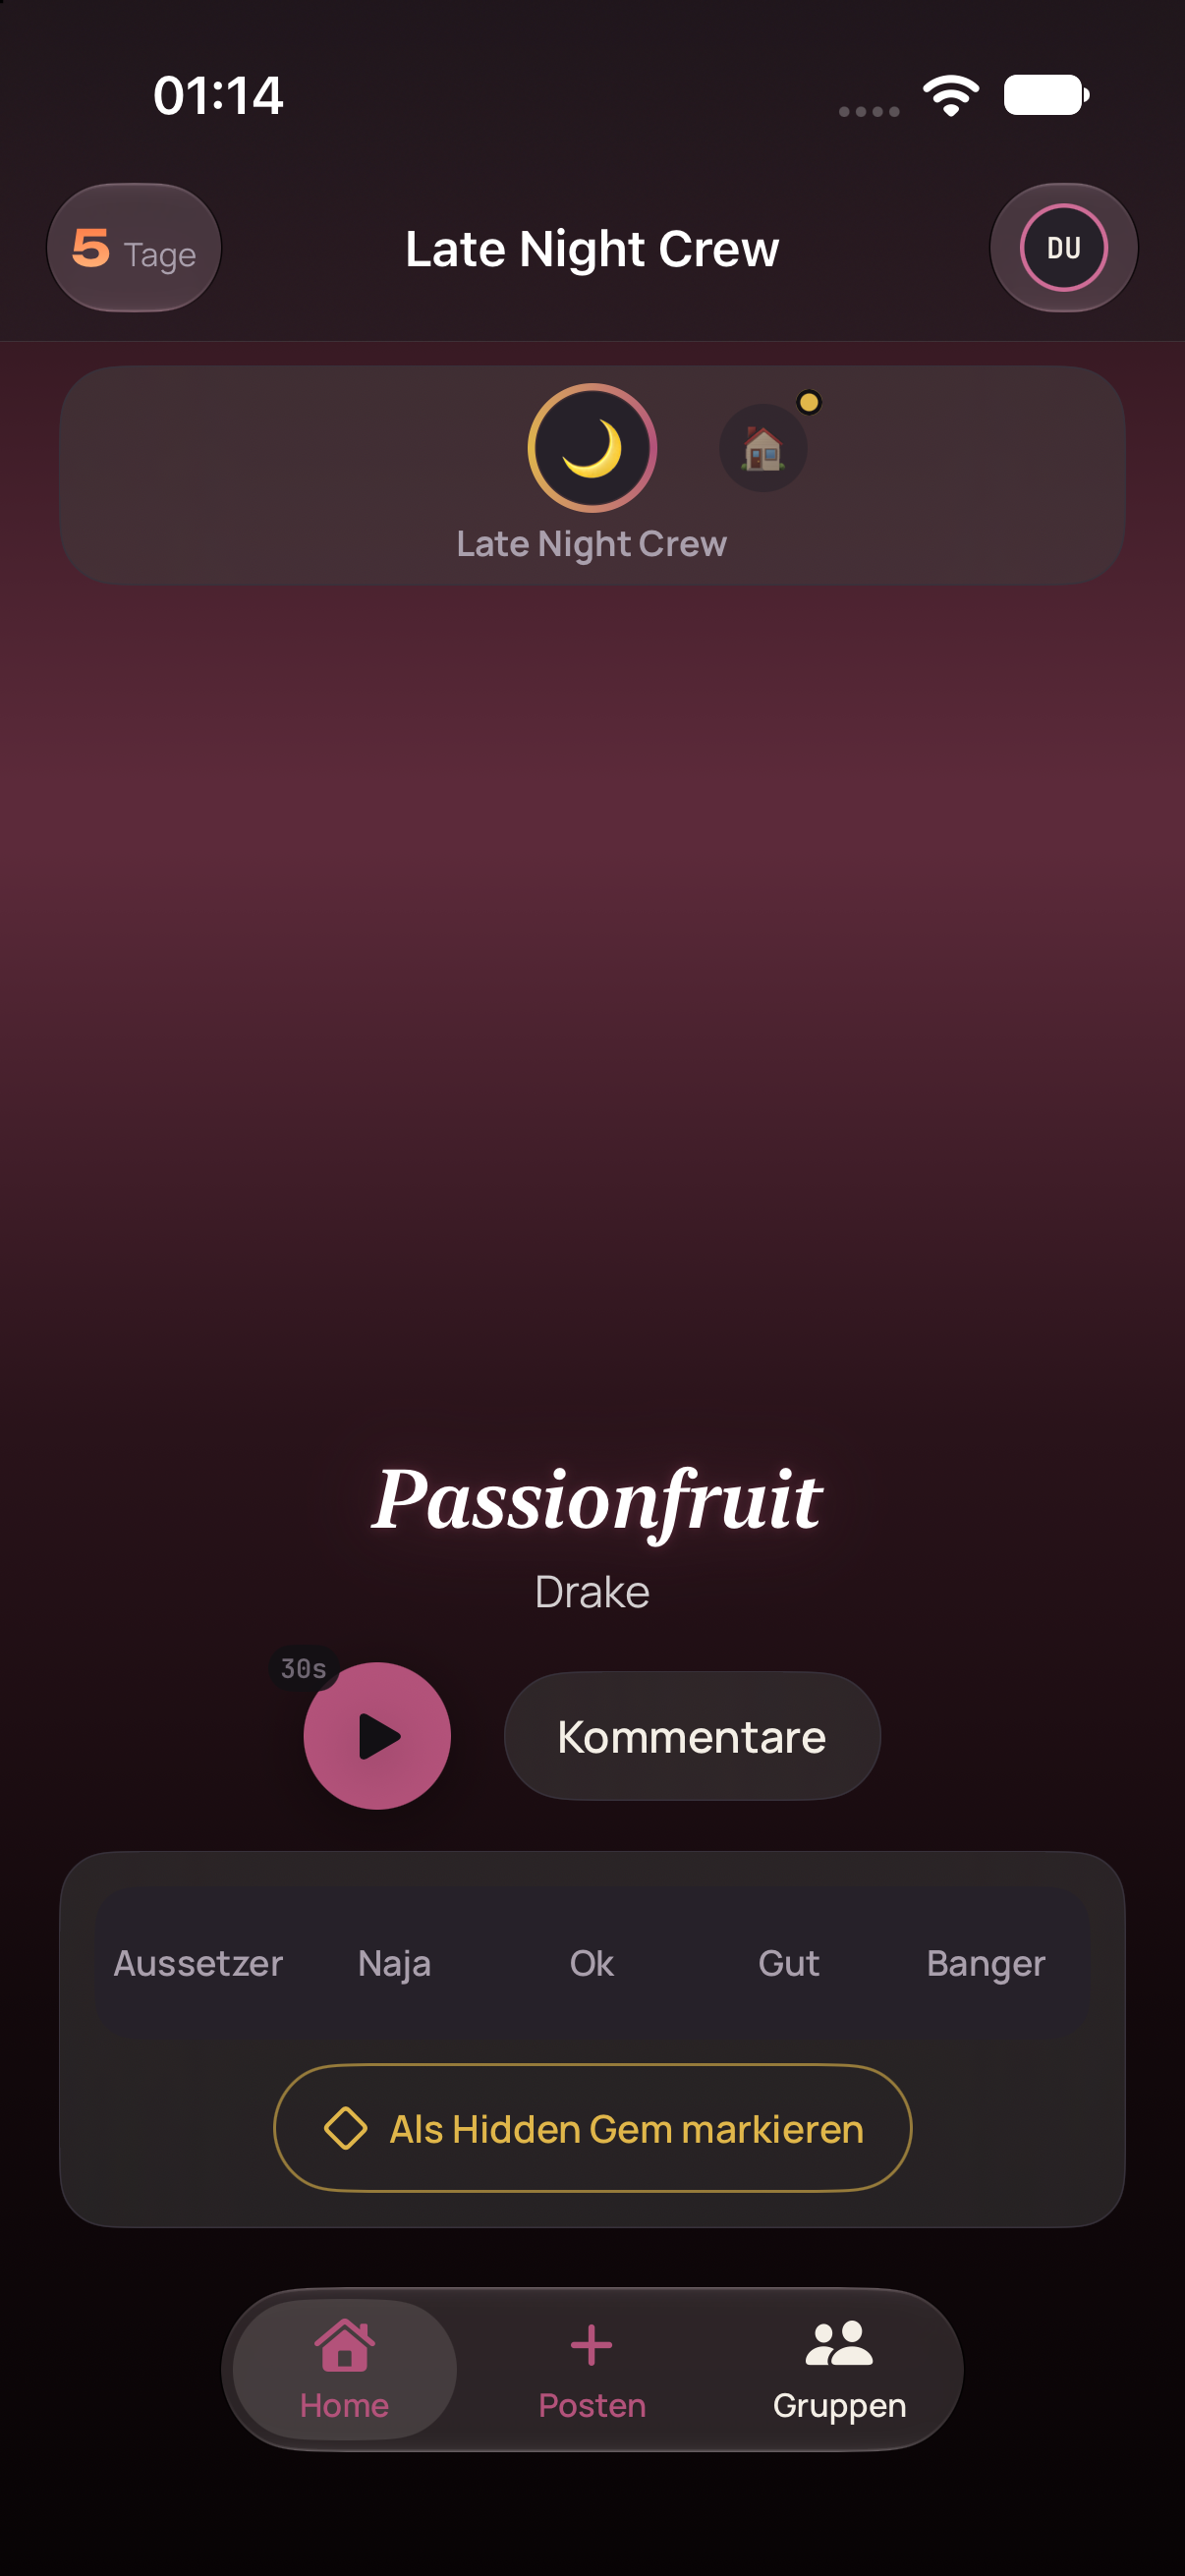 01:14
5 Tage
Late Night Crew
DU
Late Night Crew
Passionfruit
Drake
30s
Kommentare
Aussetzer Naja Ok Gut Banger
Als Hidden Gem markieren
Home Posten Gruppen